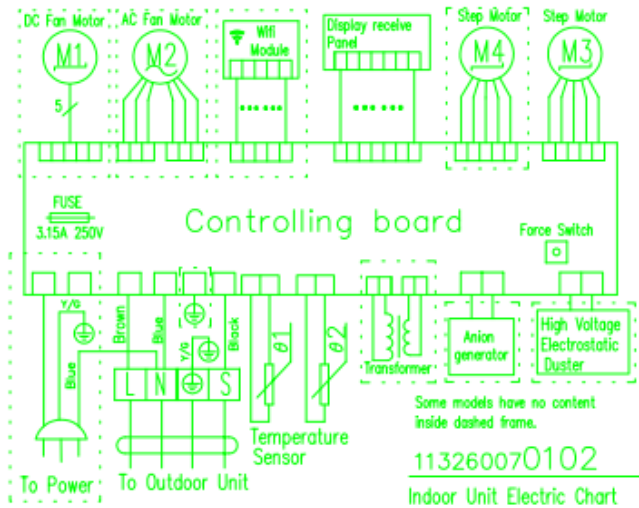 DC Fan Motor
AC Fan Motor
Step Motor
Step Motor
M1
M2
Wifi
Module
Display receive
Panel
M4
M3
5
FUSE
3.15A 250V
Controlling board
Force Switch
Y/G
Blue
Brown
Blue
Y/G
Black
θ1
θ2
Transformer
Anion
generator
High Voltage
Electrostatic
Duster
L N S
Some models have no content
inside dashed frame.
Temperature
Sensor
To Power
To Outdoor Unit
113260070102
Indoor Unit Electric Chart